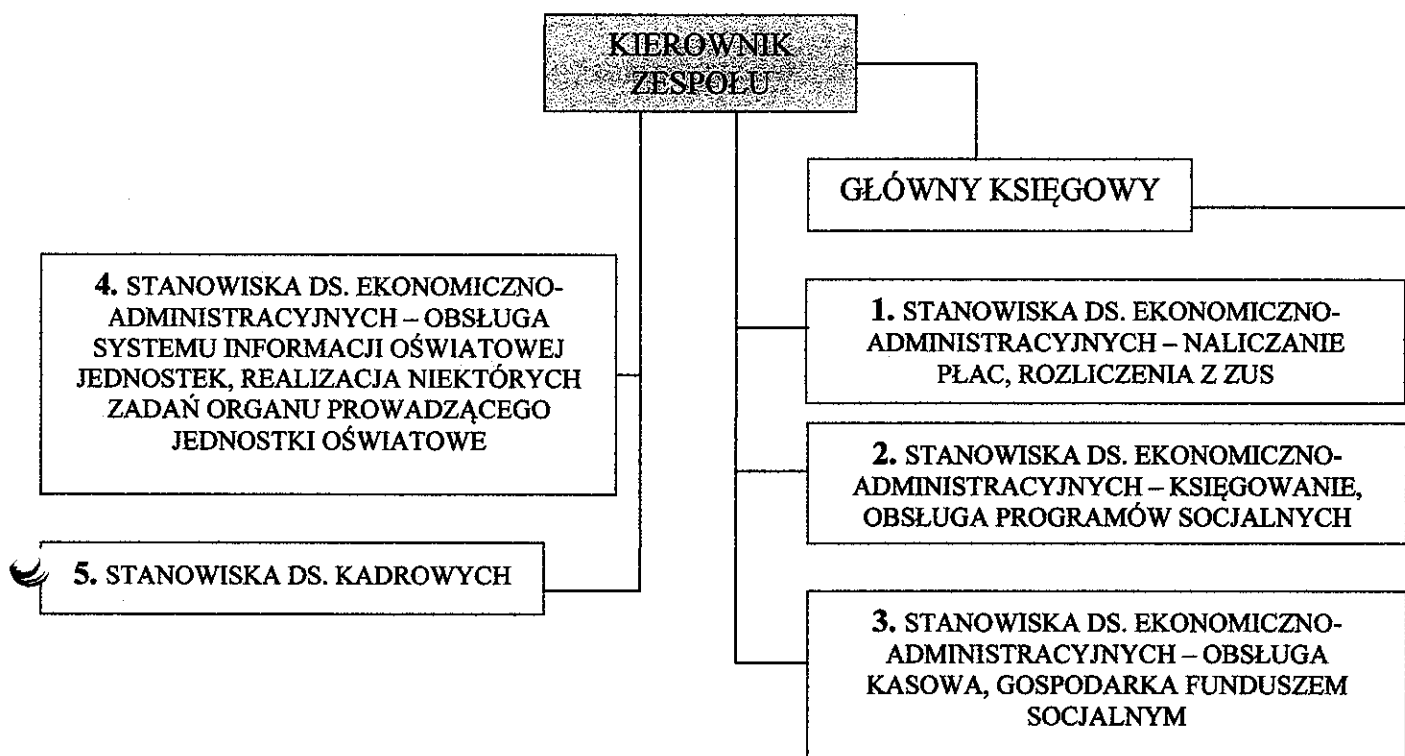 KIEROWNIK
ZESPOŁU
GŁÓWNY KSIĘGOWY
4. STANOWISKA DS. EKONOMICZNO-
ADMINISTRACYJNYCH – OBSŁUGA
SYSTEMU INFORMACJI OŚWIATOWEJ
JEDNOSTEK, REALIZACJA NIEKTÓRYCH
ZADAŃ ORGANU PROWADZĄCEGO
JEDNOSTKI OŚWIATOWE
5. STANOWISKA DS. KADROWYCH
1. STANOWISKA DS. EKONOMICZNO-
ADMINISTRACYJNYCH – NALICZANIE
PŁAC, ROZLICZENIA Z ZUS
2. STANOWISKA DS. EKONOMICZNO-
ADMINISTRACYJNYCH – KSIĘGOWANIE,
OBSŁUGA PROGRAMÓW SOCJALNYCH
3. STANOWISKA DS. EKONOMICZNO-
ADMINISTRACYJNYCH – OBSŁUGA
KASOWA, GOSPODARKA FUNDUSZEM
SOCJALNYM